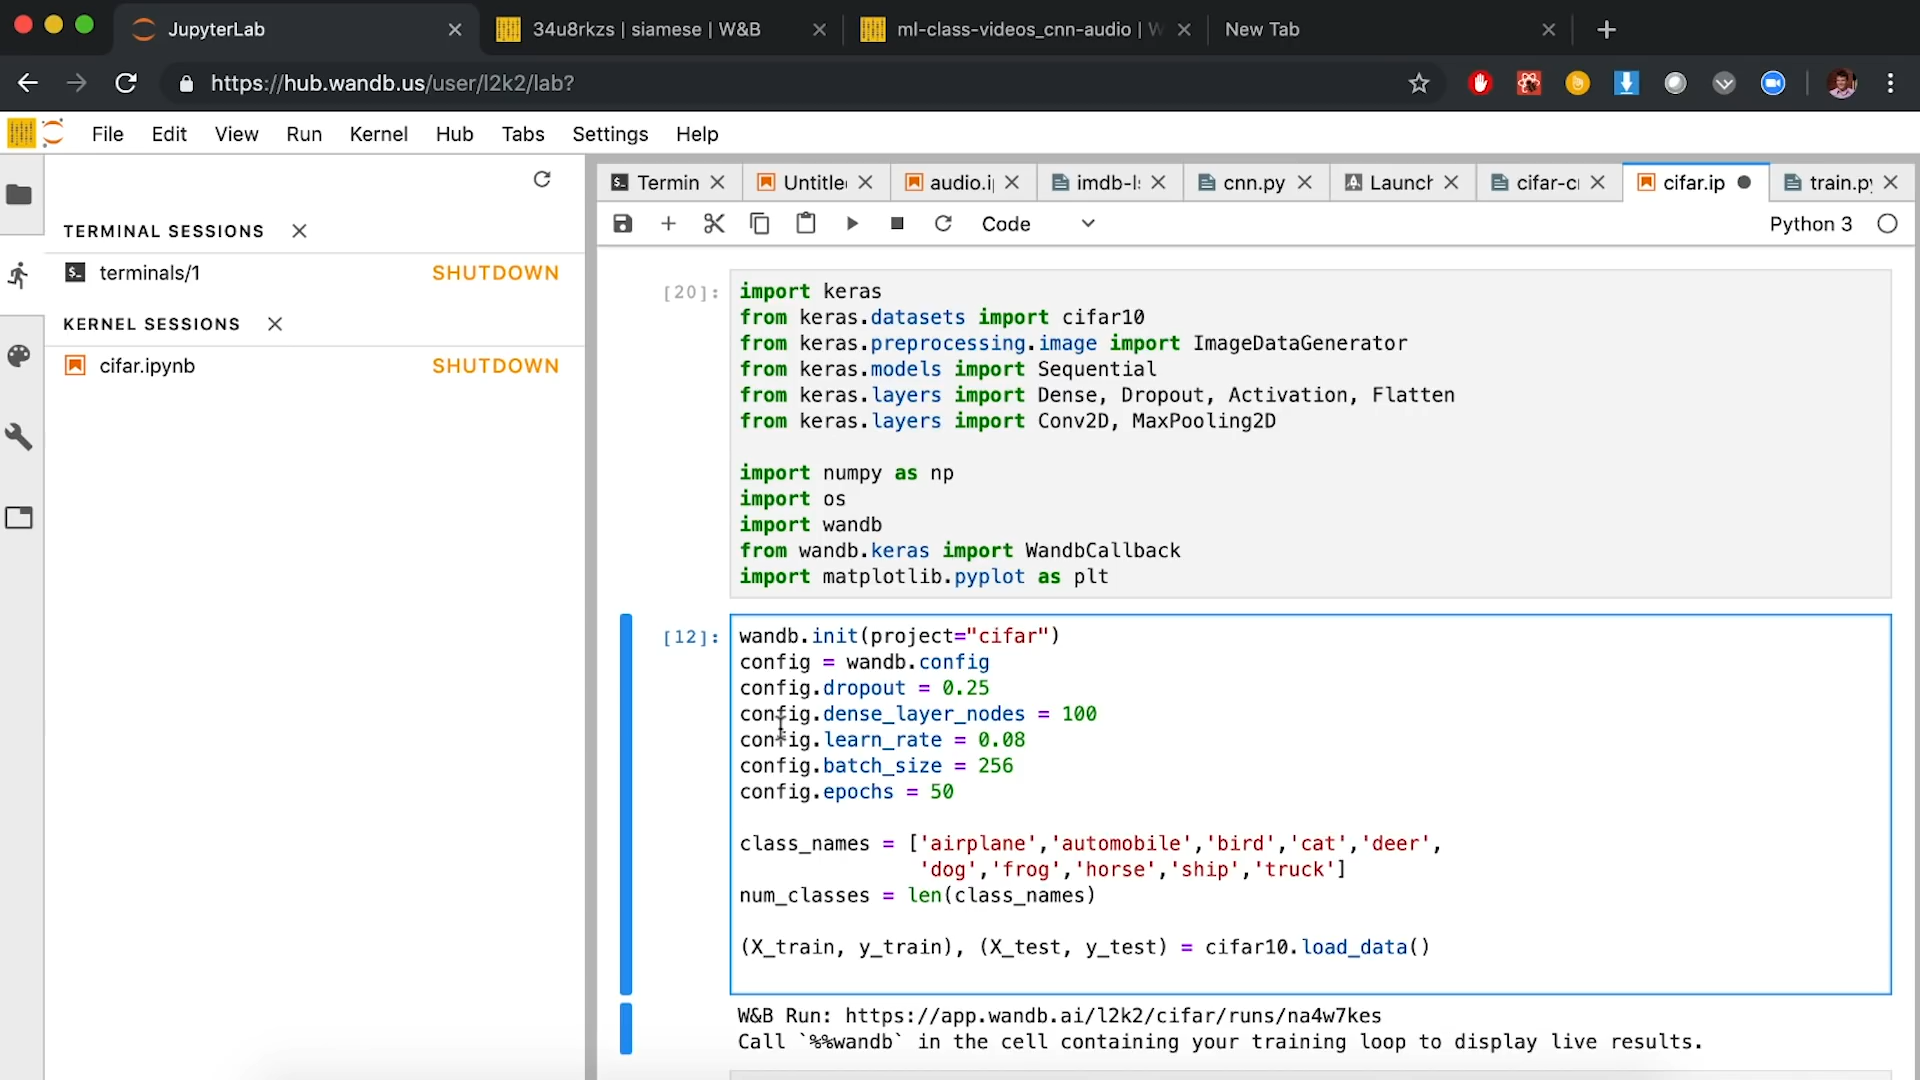 JupyterLab
34u8rkzs | siamese | W&B
ml-class-videos_cnn-audio | W
New Tab
https://hub.wandb.us/user/l2k2/lab?
File Edit View Run Kernel Hub Tabs Settings Help
Termin
Untitle
audio.i
imdb-l
cnn.py
Launch
cifar-c
cifar.ip
train.py
Code
Python 3
TERMINAL SESSIONS
terminals/1 SHUTDOWN
KERNEL SESSIONS
cifar.ipynb SHUTDOWN
[20]:
import keras
from keras.datasets import cifar10
from keras.preprocessing.image import ImageDataGenerator
from keras.models import Sequential
from keras.layers import Dense, Dropout, Activation, Flatten
from keras.layers import Conv2D, MaxPooling2D
import numpy as np
import os
import wandb
from wandb.keras import WandbCallback
import matplotlib.pyplot as plt
[12]:
wandb.init(project="cifar")
config = wandb.config
config.dropout = 0.25
config.dense_layer_nodes = 100
config.learn_rate = 0.08
config.batch_size = 256
config.epochs = 50
class_names = ['airplane','automobile','bird','cat','deer',
'dog','frog','horse','ship','truck']
num_classes = len(class_names)
(X_train, y_train), (X_test, y_test) = cifar10.load_data()
W&B Run: https://app.wandb.ai/l2k2/cifar/runs/na4w7kes
Call `%%wandb` in the cell containing your training loop to display live results.